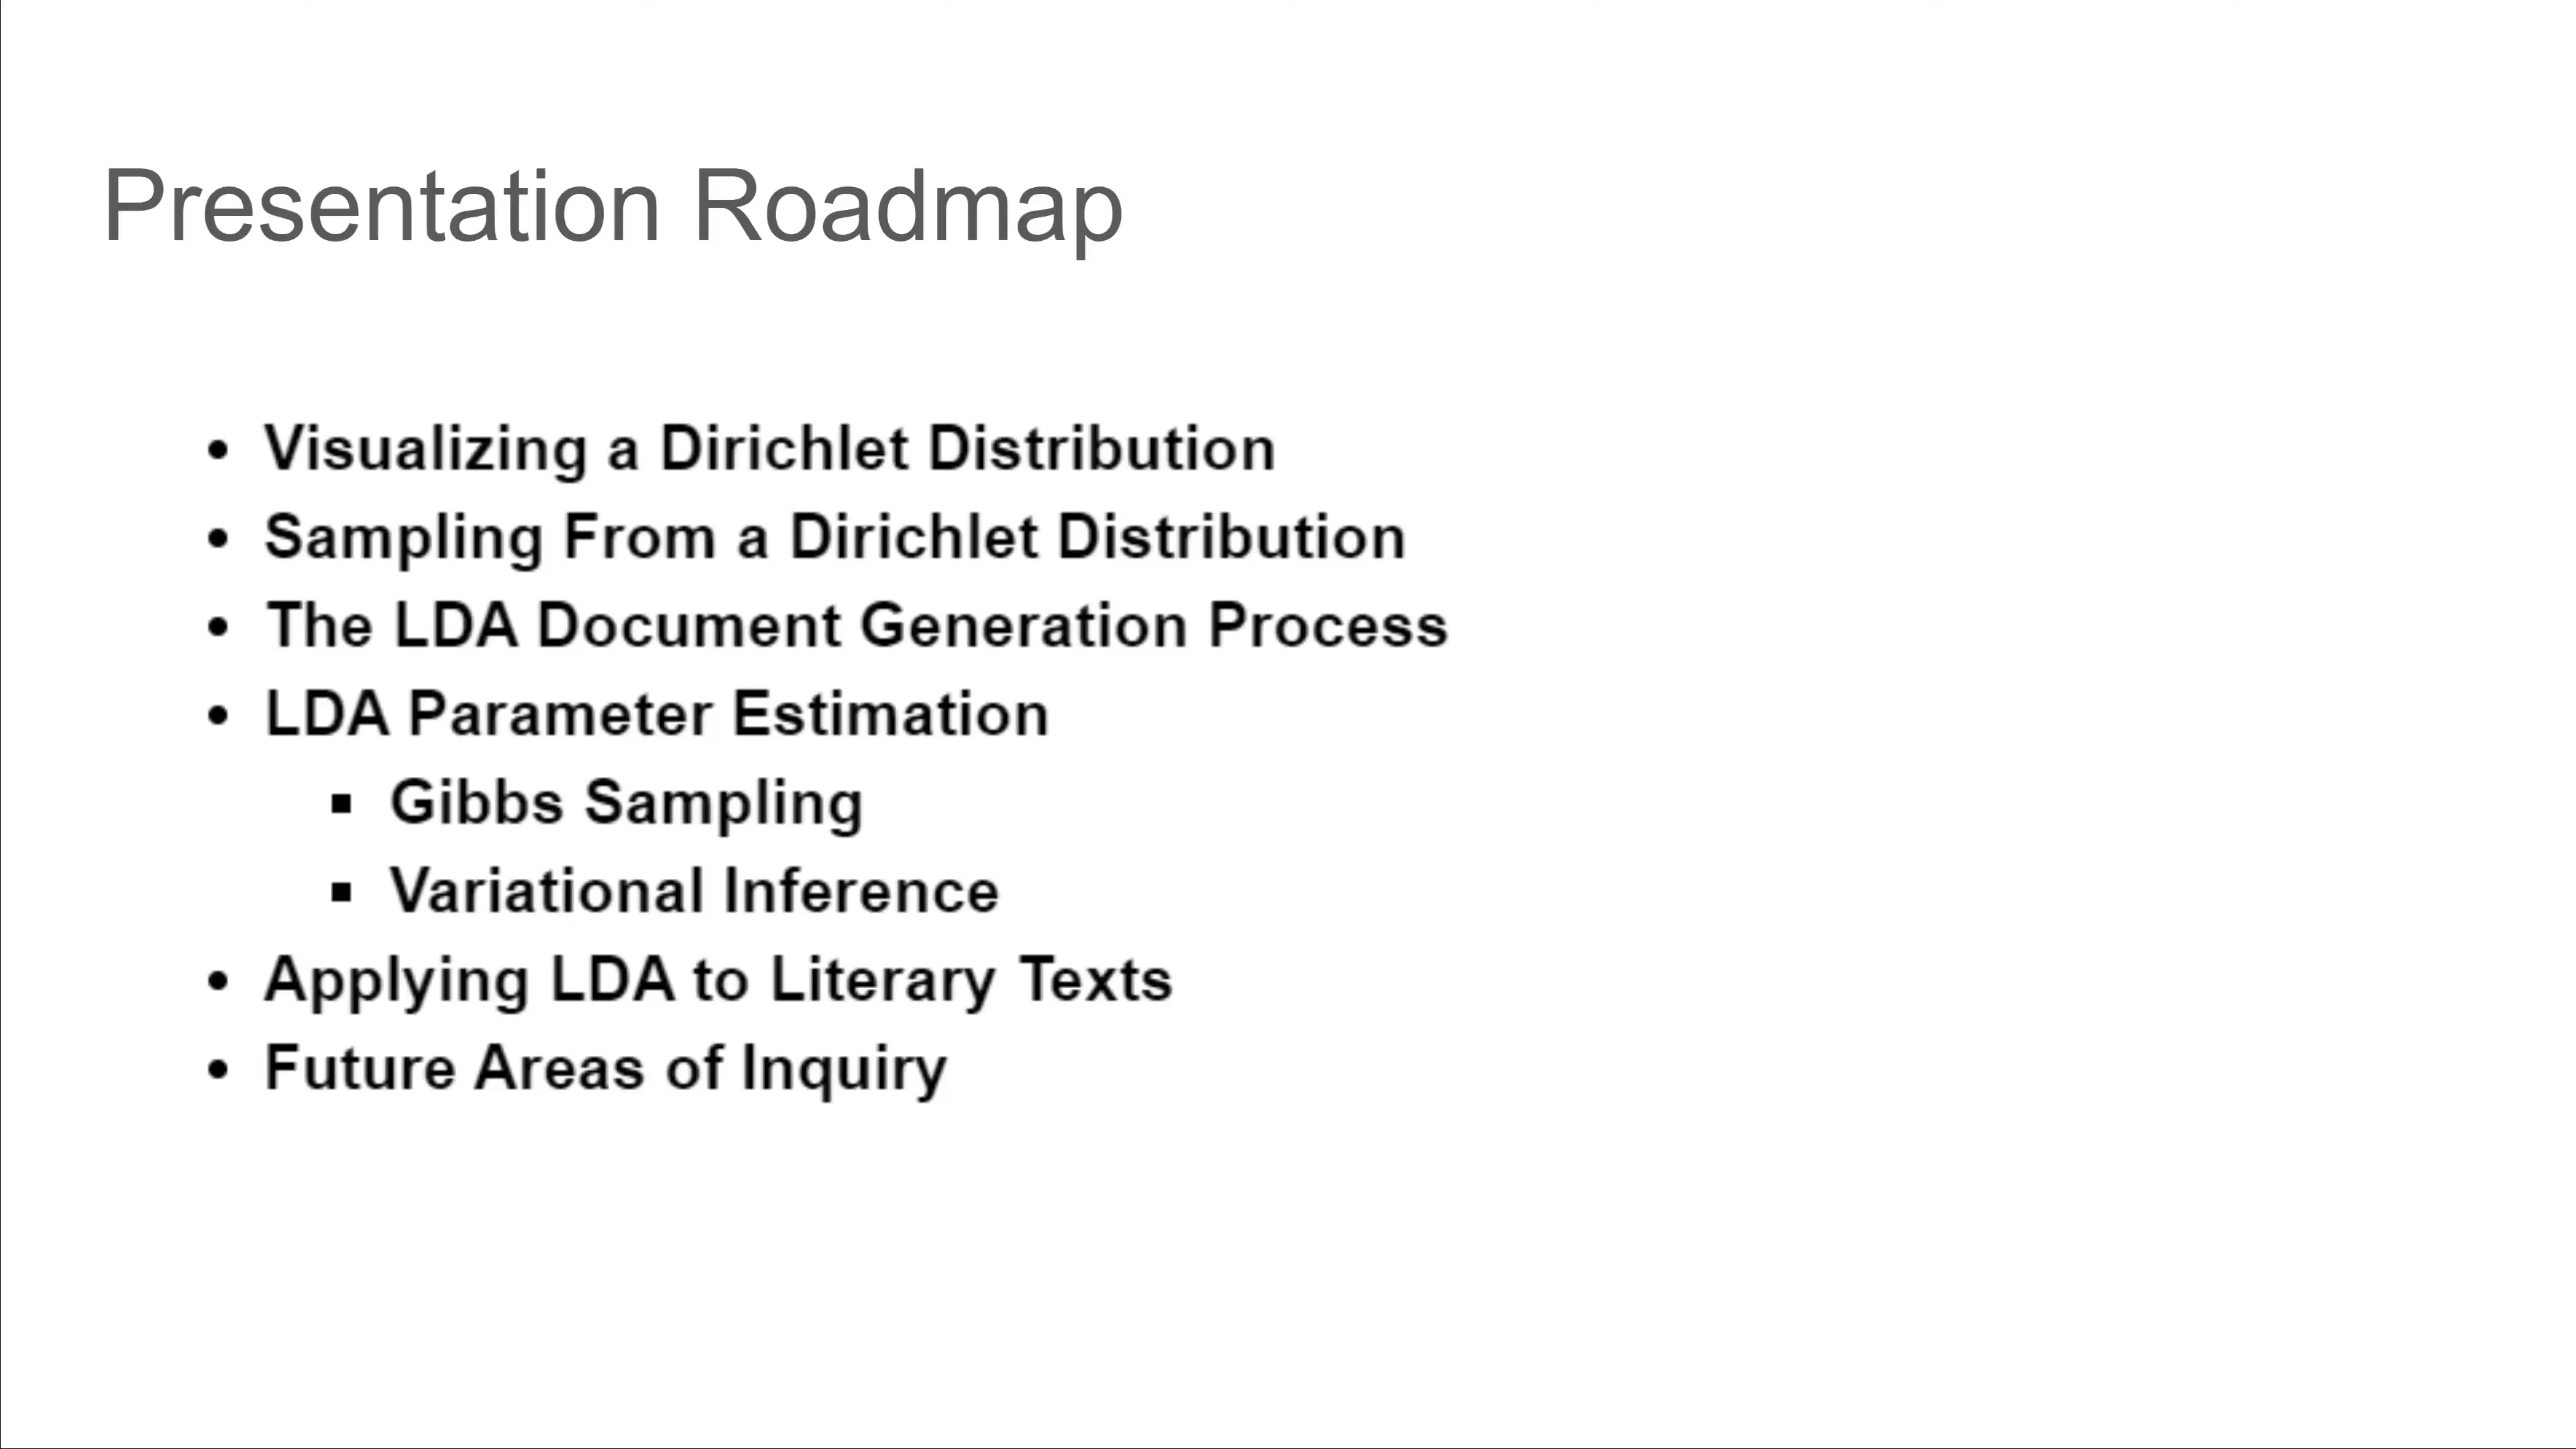 Presentation Roadmap
• Visualizing a Dirichlet Distribution
• Sampling From a Dirichlet Distribution
• The LDA Document Generation Process
• LDA Parameter Estimation
▪ Gibbs Sampling
▪ Variational Inference
• Applying LDA to Literary Texts
• Future Areas of Inquiry